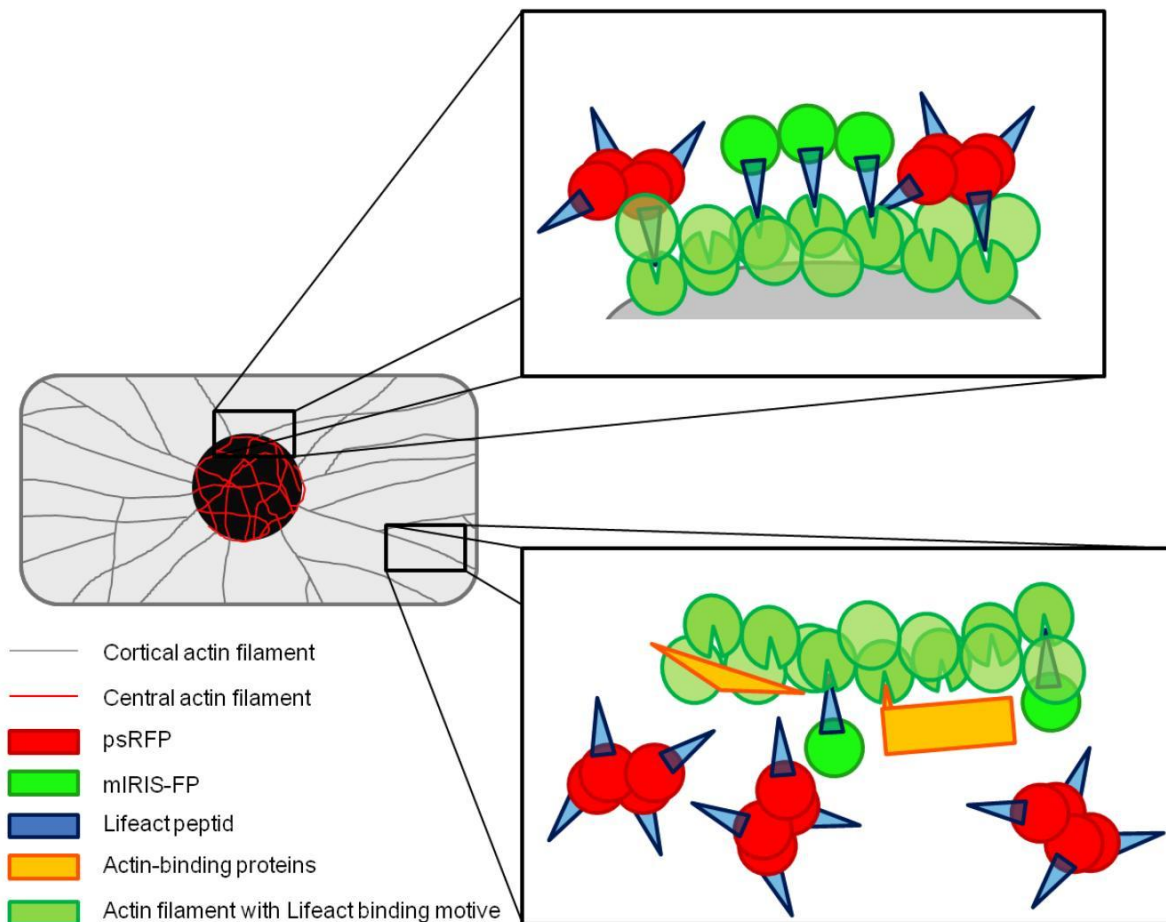 Cortical actin filament
Central actin filament
psRFP
mIRIS-FP
Lifeact peptid
Actin-binding proteins
Actin filament with Lifeact binding motive